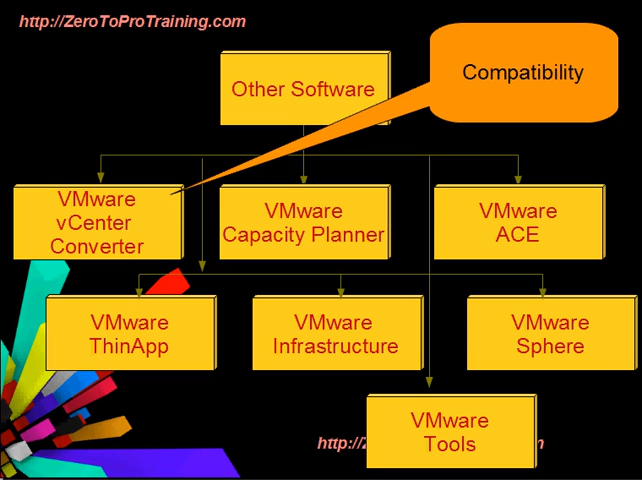 http://ZeroToProTraining.com
Compatibility
Other Software
VMware
vCenter
Converter
VMware
Capacity Planner
VMware
ACE
VMware
ThinApp
VMware
Infrastructure
VMware
Sphere
VMware
Tools
http://Z
m